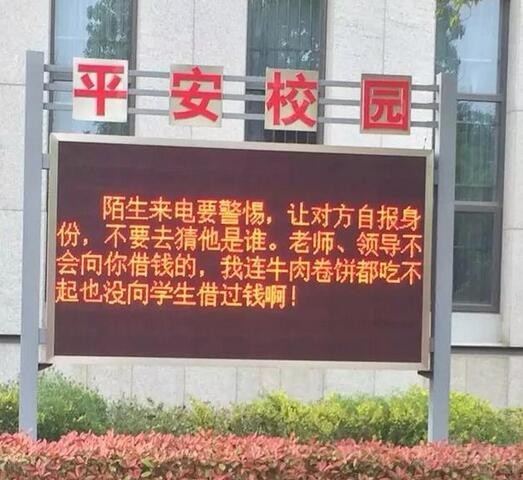 平安校园
陌生来电要警惕，让对方自报身
份，不要去猜他是谁。老师、领导不
会向你借钱的，我连牛肉卷饼都吃不
起也没向学生借过钱啊！